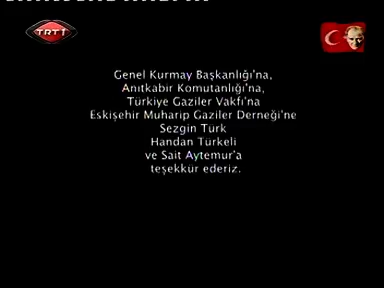 TRT1
Genel Kurmay Başkanlığı'na,
Anıtkabir Komutanlığı'na,
Türkiye Gaziler Vakfı'na
Eskişehir Muharip Gaziler Derneği'ne
Sezgin Türk
Handan Türkeli
ve Sait Aytemur'a
teşekkür ederiz.